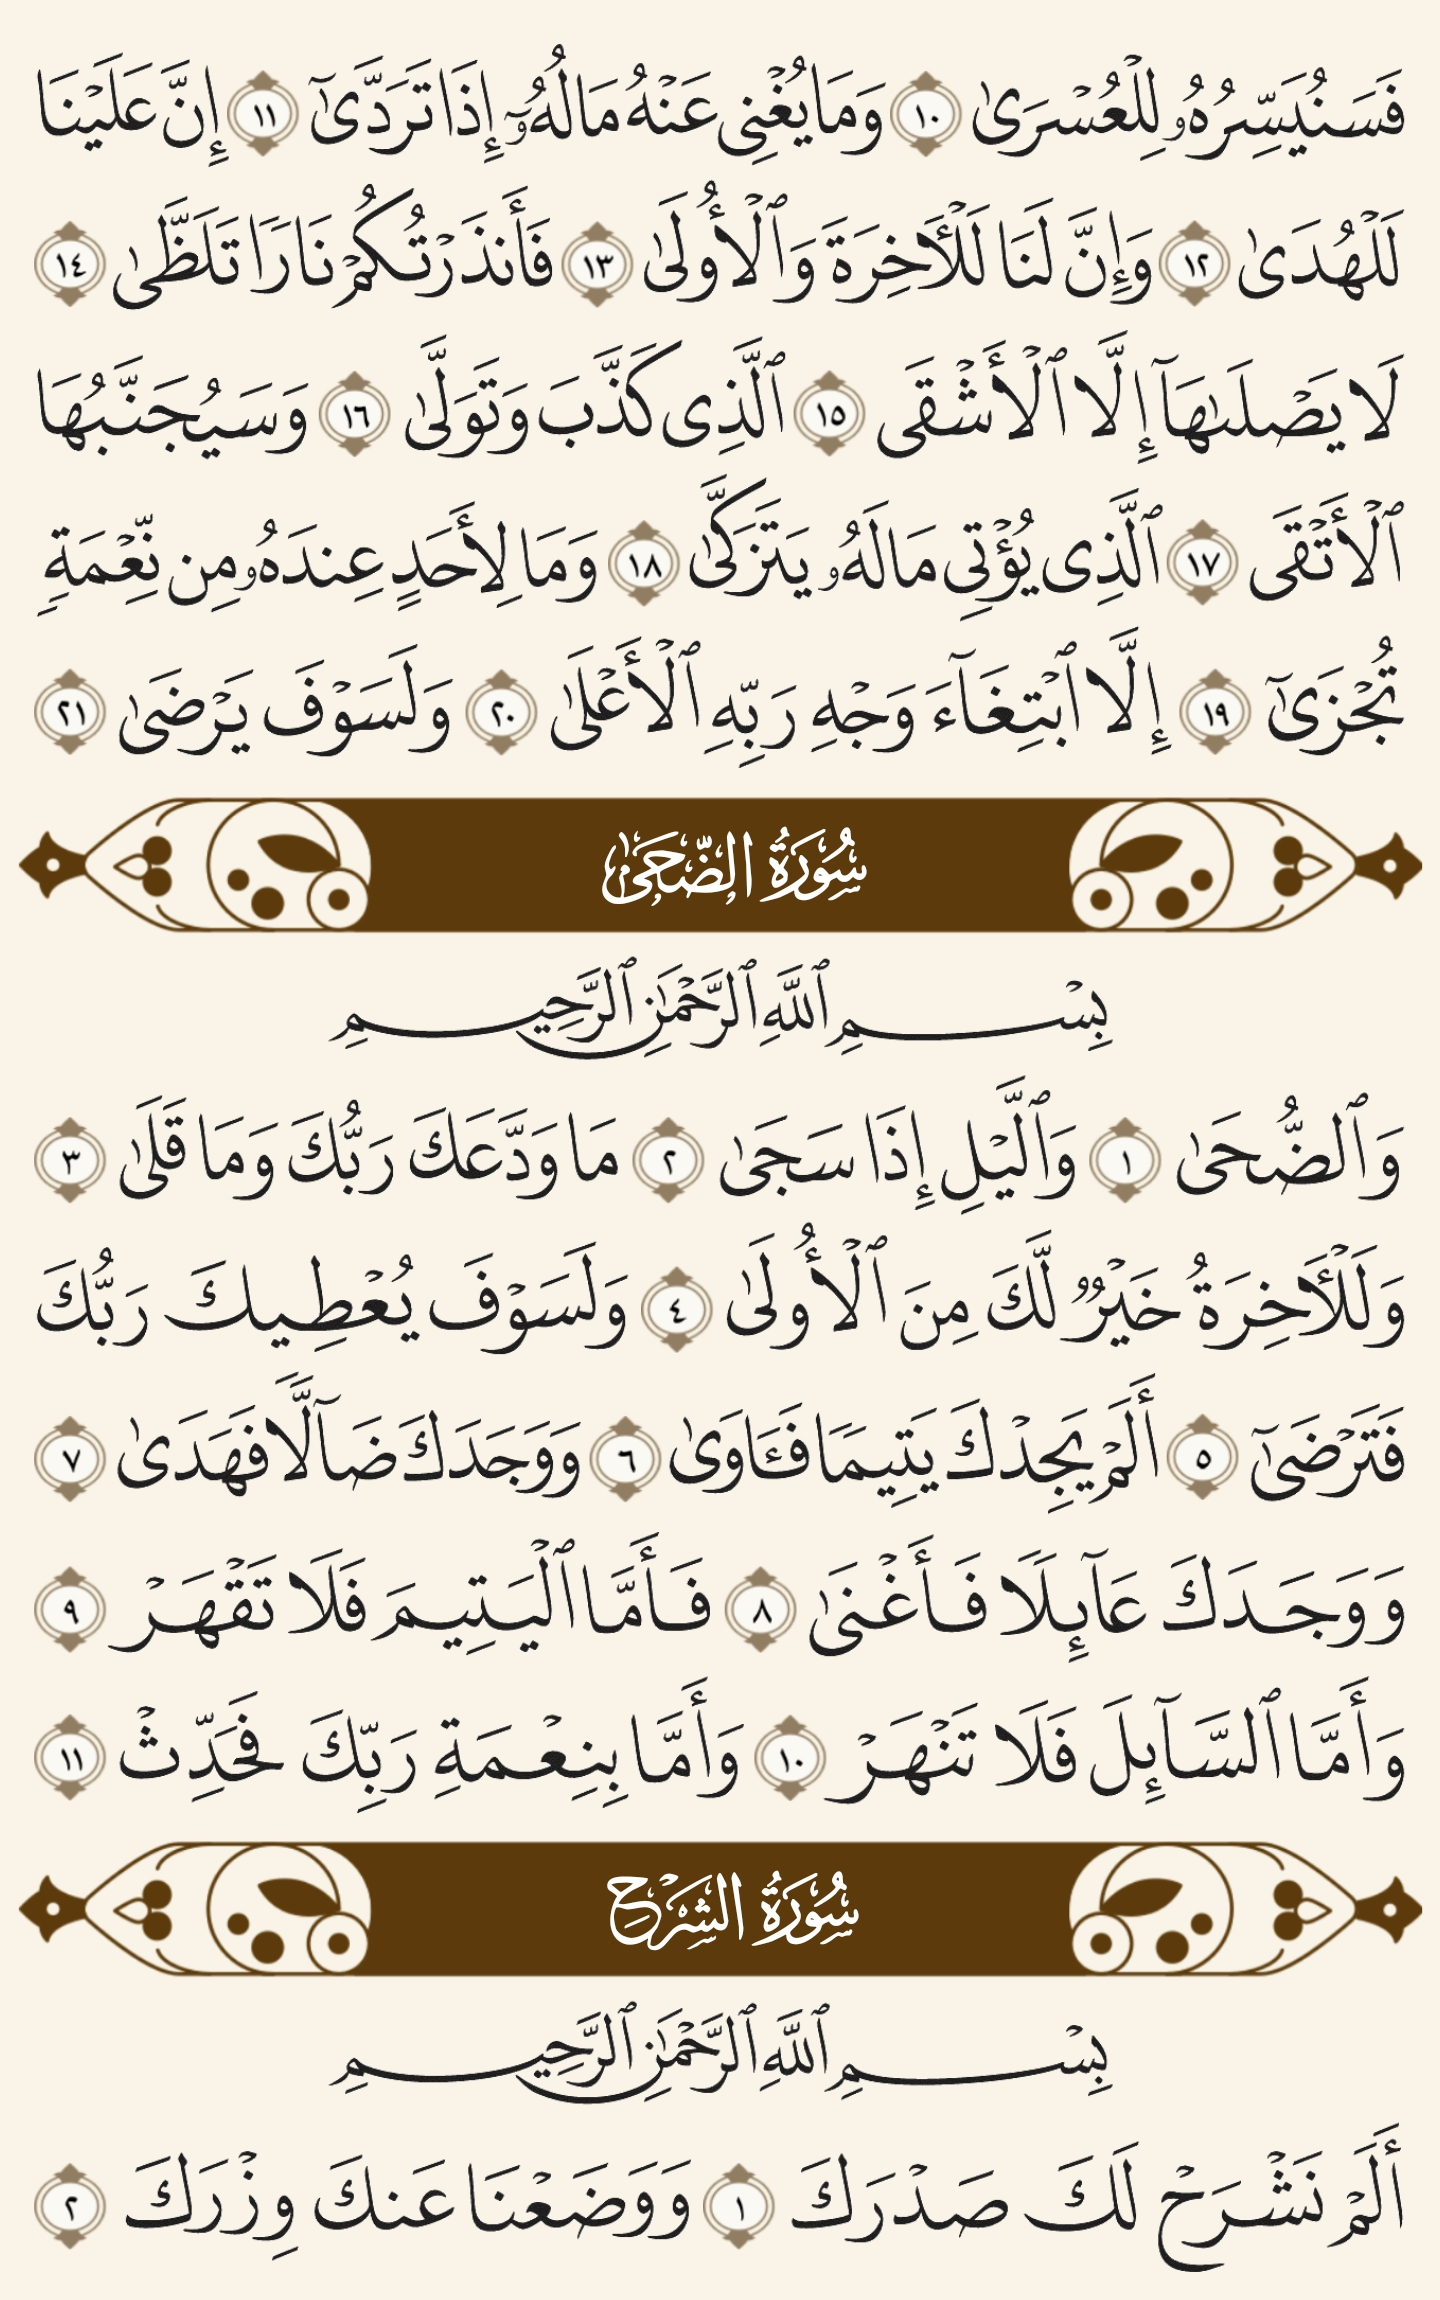 فَسَنُيَسِّرُهُۥ لِلْعُسْرَىٰ ١٠ وَمَا يُغْنِى عَنْهُ مَالُهُۥٓ إِذَا تَرَدَّىٰٓ ١١ إِنَّ عَلَيْنَا
لَلْهُدَىٰ ١٢ وَإِنَّ لَنَا لَلْـَٔاخِرَةَ وَٱلْأُولَىٰ ١٣ فَأَنذَرْتُكُمْ نَارًا تَلَظَّىٰ ١٤
لَا يَصْلَىٰهَآ إِلَّا ٱلْأَشْقَى ١٥ ٱلَّذِى كَذَّبَ وَتَوَلَّىٰ ١٦ وَسَيُجَنَّبُهَا
ٱلْأَتْقَى ١٧ ٱلَّذِى يُؤْتِى مَالَهُۥ يَتَزَكَّىٰ ١٨ وَمَا لِأَحَدٍ عِندَهُۥ مِن نِّعْمَةٍ
تُجْزَىٰٓ ١٩ إِلَّا ٱبْتِغَآءَ وَجْهِ رَبِّهِ ٱلْأَعْلَىٰ ٢٠ وَلَسَوْفَ يَرْضَىٰ ٢١
سُورَةُ الضُّحَىٰ
بِسْمِ ٱللَّهِ ٱلرَّحْمَٰنِ ٱلرَّحِيمِ
وَٱلضُّحَىٰ ١ وَٱلَّيْلِ إِذَا سَجَىٰ ٢ مَا وَدَّعَكَ رَبُّكَ وَمَا قَلَىٰ ٣
وَلَلْـَٔاخِرَةُ خَيْرٌ لَّكَ مِنَ ٱلْأُولَىٰ ٤ وَلَسَوْفَ يُعْطِيكَ رَبُّكَ
فَتَرْضَىٰٓ ٥ أَلَمْ يَجِدْكَ يَتِيمًا فَـَٔاوَىٰ ٦ وَوَجَدَكَ ضَآلًّا فَهَدَىٰ ٧
وَوَجَدَكَ عَآئِلًا فَأَغْنَىٰ ٨ فَأَمَّا ٱلْيَتِيمَ فَلَا تَقْهَرْ ٩
وَأَمَّا ٱلسَّآئِلَ فَلَا تَنْهَرْ ١٠ وَأَمَّا بِنِعْمَةِ رَبِّكَ فَحَدِّثْ ١١
سُورَةُ الشَّرْحِ
بِسْمِ ٱللَّهِ ٱلرَّحْمَٰنِ ٱلرَّحِيمِ
أَلَمْ نَشْرَحْ لَكَ صَدْرَكَ ١ وَوَضَعْنَا عَنكَ وِزْرَكَ ٢